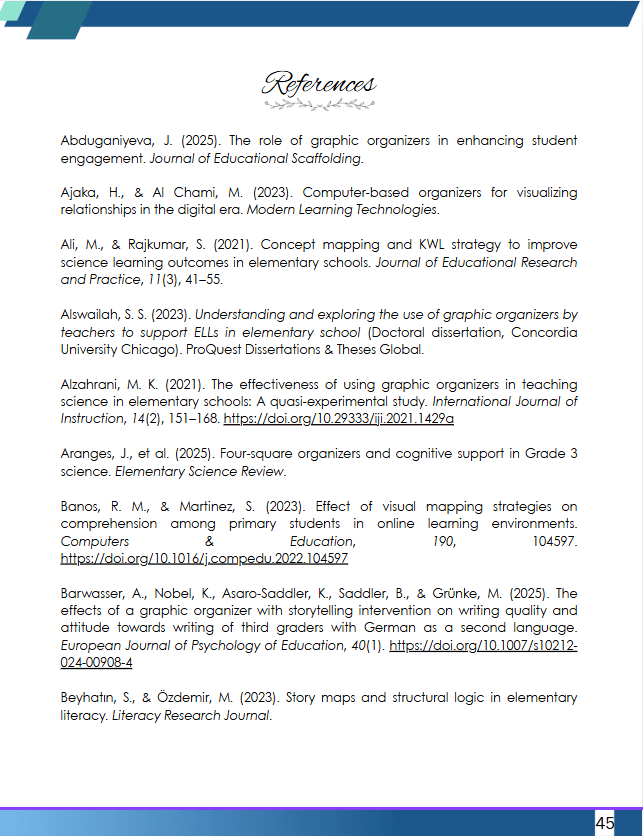 References
Abduganiyeva, J. (2025). The role of graphic organizers in enhancing student
engagement. Journal of Educational Scaffolding.
Ajaka, H., & Al Chami, M. (2023). Computer-based organizers for visualizing
relationships in the digital era. Modern Learning Technologies.
Ali, M., & Rajkumar, S. (2021). Concept mapping and KWL strategy to improve
science learning outcomes in elementary schools. Journal of Educational Research
and Practice, 11(3), 41–55.
Alswailah, S. S. (2023). Understanding and exploring the use of graphic organizers by
teachers to support ELLs in elementary school (Doctoral dissertation, Concordia
University Chicago). ProQuest Dissertations & Theses Global.
Alzahrani, M. K. (2021). The effectiveness of using graphic organizers in teaching
science in elementary schools: A quasi-experimental study. International Journal of
Instruction, 14(2), 151–168. https://doi.org/10.29333/iji.2021.1429a
Aranges, J., et al. (2025). Four-square organizers and cognitive support in Grade 3
science. Elementary Science Review.
Banos, R. M., & Martinez, S. (2023). Effect of visual mapping strategies on
comprehension among primary students in online learning environments.
Computers & Education, 190, 104597.
https://doi.org/10.1016/j.compedu.2022.104597
Barwasser, A., Nobel, K., Asaro-Saddler, K., Saddler, B., & Grünke, M. (2025). The
effects of a graphic organizer with storytelling intervention on writing quality and
attitude towards writing of third graders with German as a second language.
European Journal of Psychology of Education, 40(1). https://doi.org/10.1007/s10212-
024-00908-4
Beyhatın, S., & Özdemir, M. (2023). Story maps and structural logic in elementary
literacy. Literacy Research Journal.
45